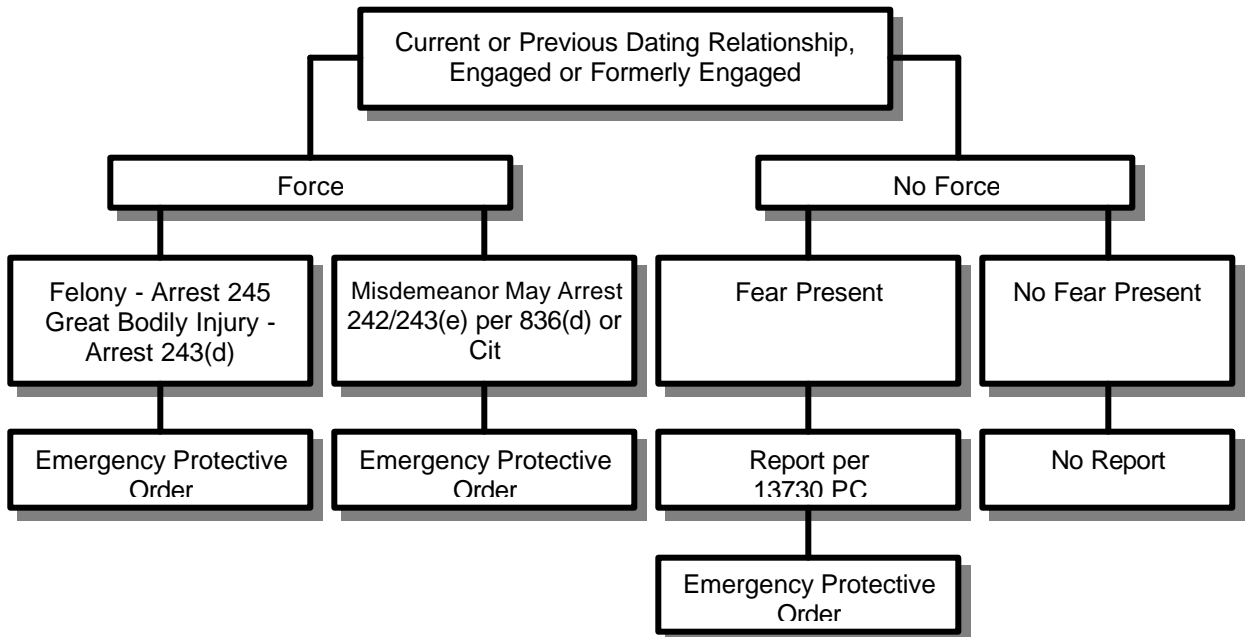 Current or Previous Dating Relationship,
Engaged or Formerly Engaged
Force
No Force
Felony - Arrest 245
Great Bodily Injury -
Arrest 243(d)
Misdemeanor May Arrest
242/243(e) per 836(d) or
Cit
Fear Present
No Fear Present
Emergency Protective
Order
Emergency Protective
Order
Report per
13730 PC
No Report
Emergency Protective
Order